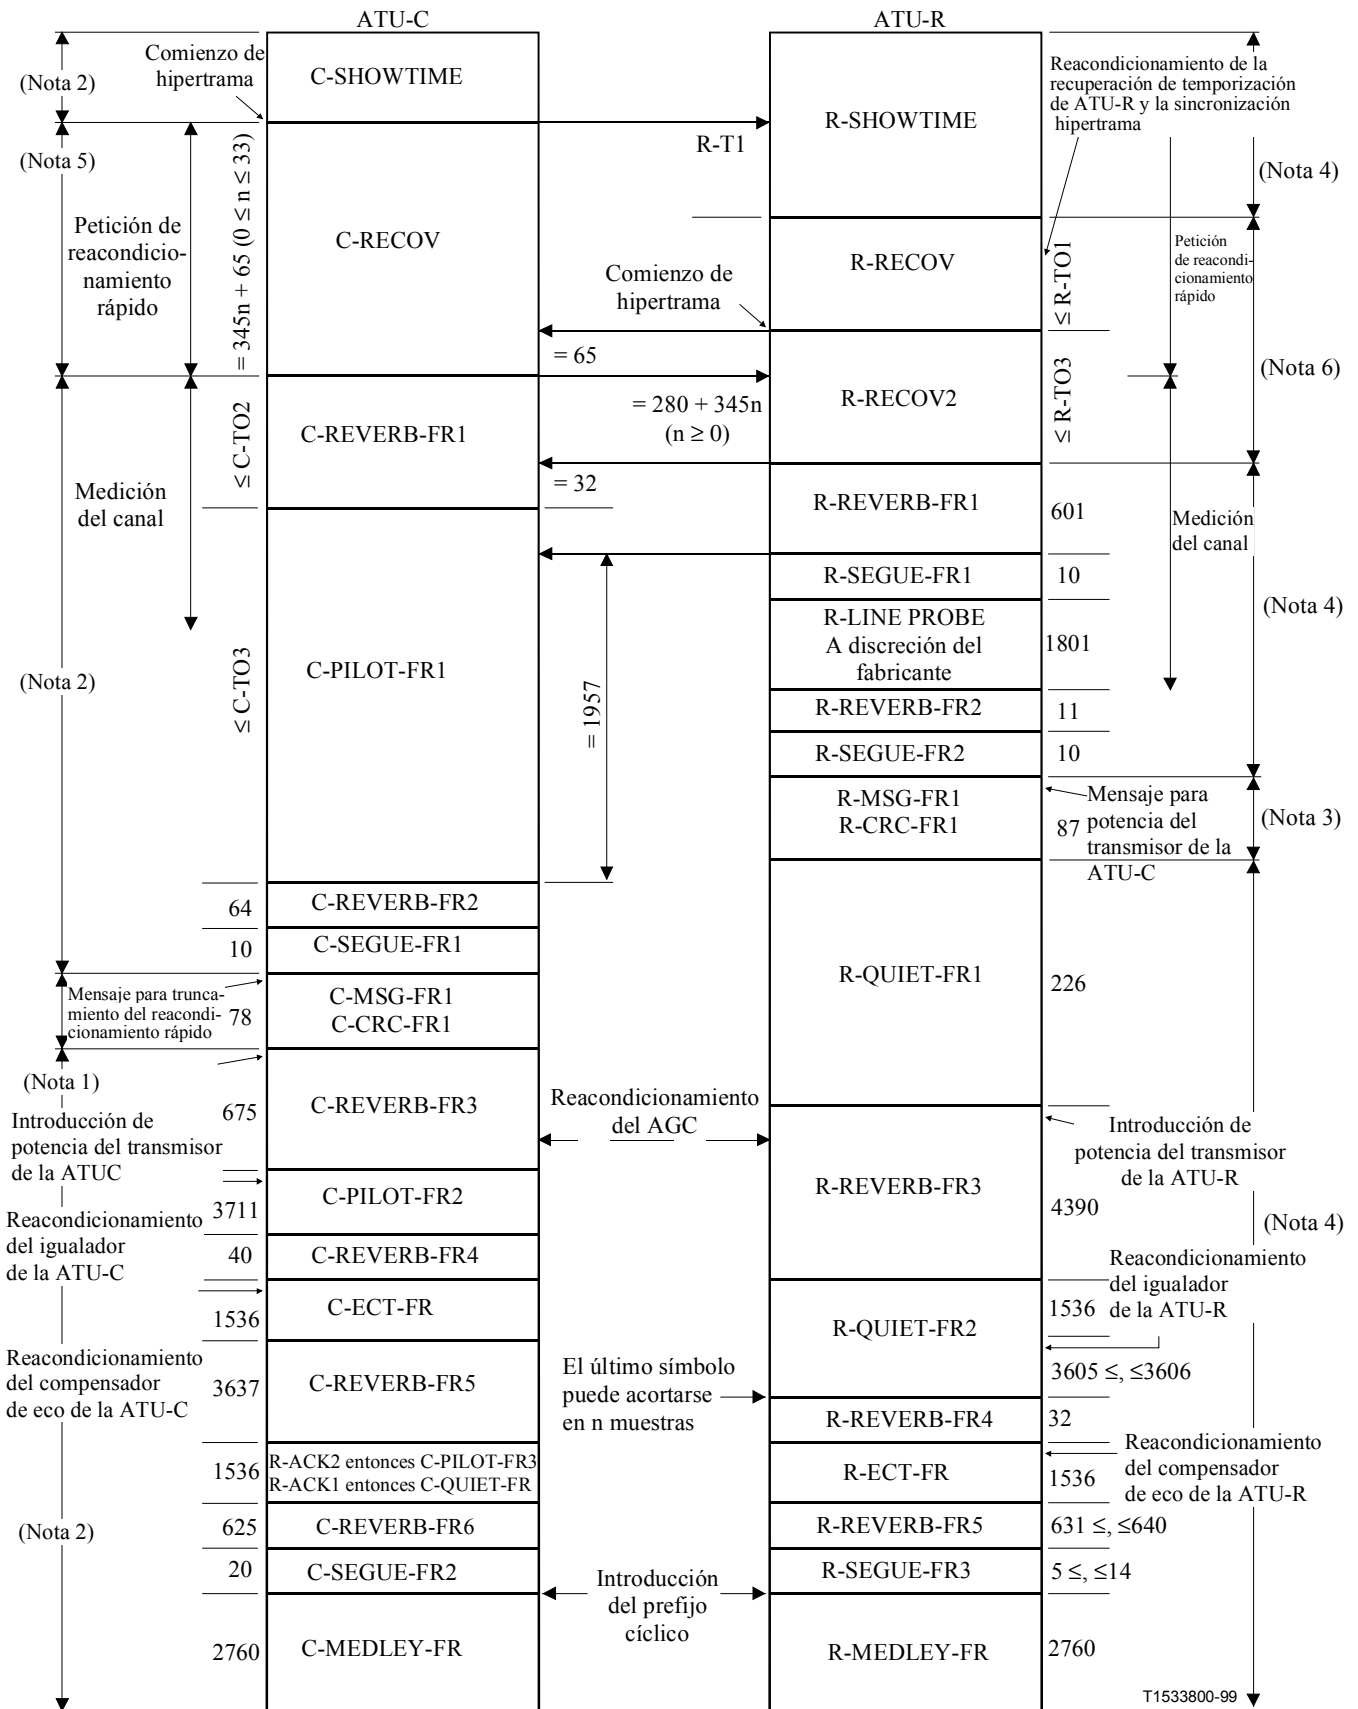 ATU-C
ATU-R
(Nota 2)
Comienzo de
hipertrama
C-SHOWTIME
R-SHOWTIME
Reacondicionamiento de la
recuperación de temporización
de ATU-R y la sincronización
hipertrama
R-T1
(Nota 4)
(Nota 5)
Petición de
reacondicio-
namiento
rápido
= 345n + 65 (0 ≤ n ≤ 33)
C-RECOV
R-RECOV
≤ R-TO1
Petición
de reacondi-
cionamiento
rápido
Comienzo de
hipertrama
= 65
(Nota 6)
R-RECOV2
≤ R-TO3
= 280 + 345n
(n ≥ 0)
≤ C-TO2
C-REVERB-FR1
= 32
Medición
del canal
R-REVERB-FR1
601
Medición
del canal
R-SEGUE-FR1
10
R-LINE PROBE
A discreción del
fabricante
1801
(Nota 4)
(Nota 2)
≤ C-TO3
C-PILOT-FR1
= 1957
R-REVERB-FR2
11
R-SEGUE-FR2
10
R-MSG-FR1
R-CRC-FR1
87
Mensaje para
potencia del
transmisor de la
ATU-C
(Nota 3)
64
C-REVERB-FR2
10
C-SEGUE-FR1
R-QUIET-FR1
226
Mensaje para trunca-
miento del reacondi-
cionamiento rápido
78
C-MSG-FR1
C-CRC-FR1
(Nota 1)
Introducción de
potencia del transmisor
de la ATUC
675
C-REVERB-FR3
Reacondicionamiento
del AGC
Introducción de
potencia del transmisor
de la ATU-R
R-REVERB-FR3
4390
(Nota 4)
3711
C-PILOT-FR2
Reacondicionamiento
del igualador
de la ATU-C
40
C-REVERB-FR4
Reacondicionamiento
del igualador
de la ATU-R
1536
C-ECT-FR
R-QUIET-FR2
1536
3605 ≤, ≤3606
Reacondicionamiento
del compensador
de eco de la ATU-C
3637
C-REVERB-FR5
El último símbolo
puede acortarse
en n muestras
R-REVERB-FR4
32
1536
R-ACK2 entonces C-PILOT-FR3
R-ACK1 entonces C-QUIET-FR
R-ECT-FR
1536
Reacondicionamiento
del compensador
de eco de la ATU-R
(Nota 2)
625
C-REVERB-FR6
R-REVERB-FR5
631 ≤, ≤640
20
C-SEGUE-FR2
R-SEGUE-FR3
5 ≤, ≤14
Introducción
del prefijo
cíclico
2760
C-MEDLEY-FR
R-MEDLEY-FR
2760
T1533800-99